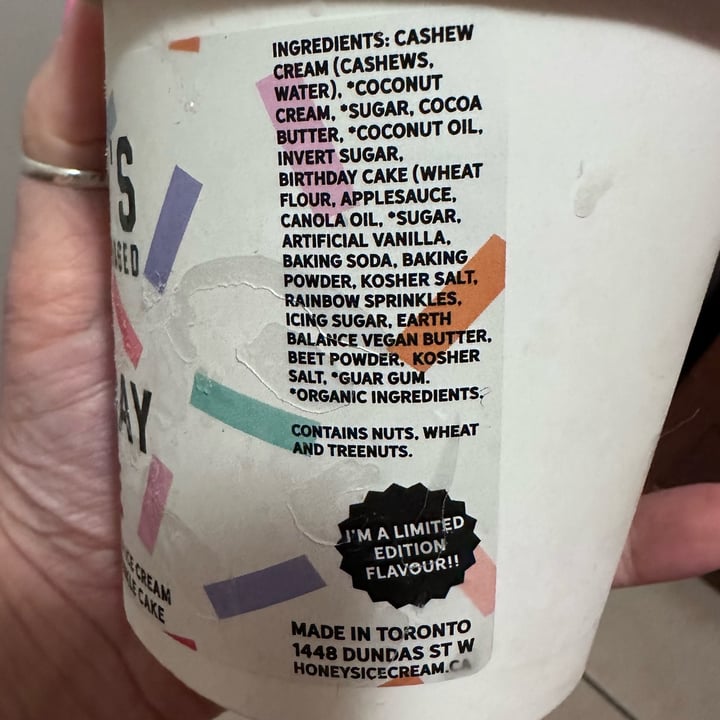 'S
INGREDIENTS: CASHEW
CREAM (CASHEWS,
WATER), *COCONUT
CREAM, *SUGAR, COCOA
BUTTER, *COCONUT OIL,
INVERT SUGAR,
BIRTHDAY CAKE (WHEAT
FLOUR, APPLESAUCE,
CANOLA OIL, *SUGAR,
ARTIFICIAL VANILLA,
BAKING SODA, BAKING
POWDER, KOSHER SALT,
RAINBOW SPRINKLES,
ICING SUGAR, EARTH
BALANCE VEGAN BUTTER,
BEET POWDER, KOSHER
SALT, *GUAR GUM.
*ORGANIC INGREDIENTS.
CONTAINS NUTS, WHEAT
AND TREENUTS.
I'M A LIMITED
EDITION
FLAVOUR!!
MADE IN TORONTO
1448 DUNDAS ST W
HONEYSICECREAM.CA
AY
CREAM
CAKE